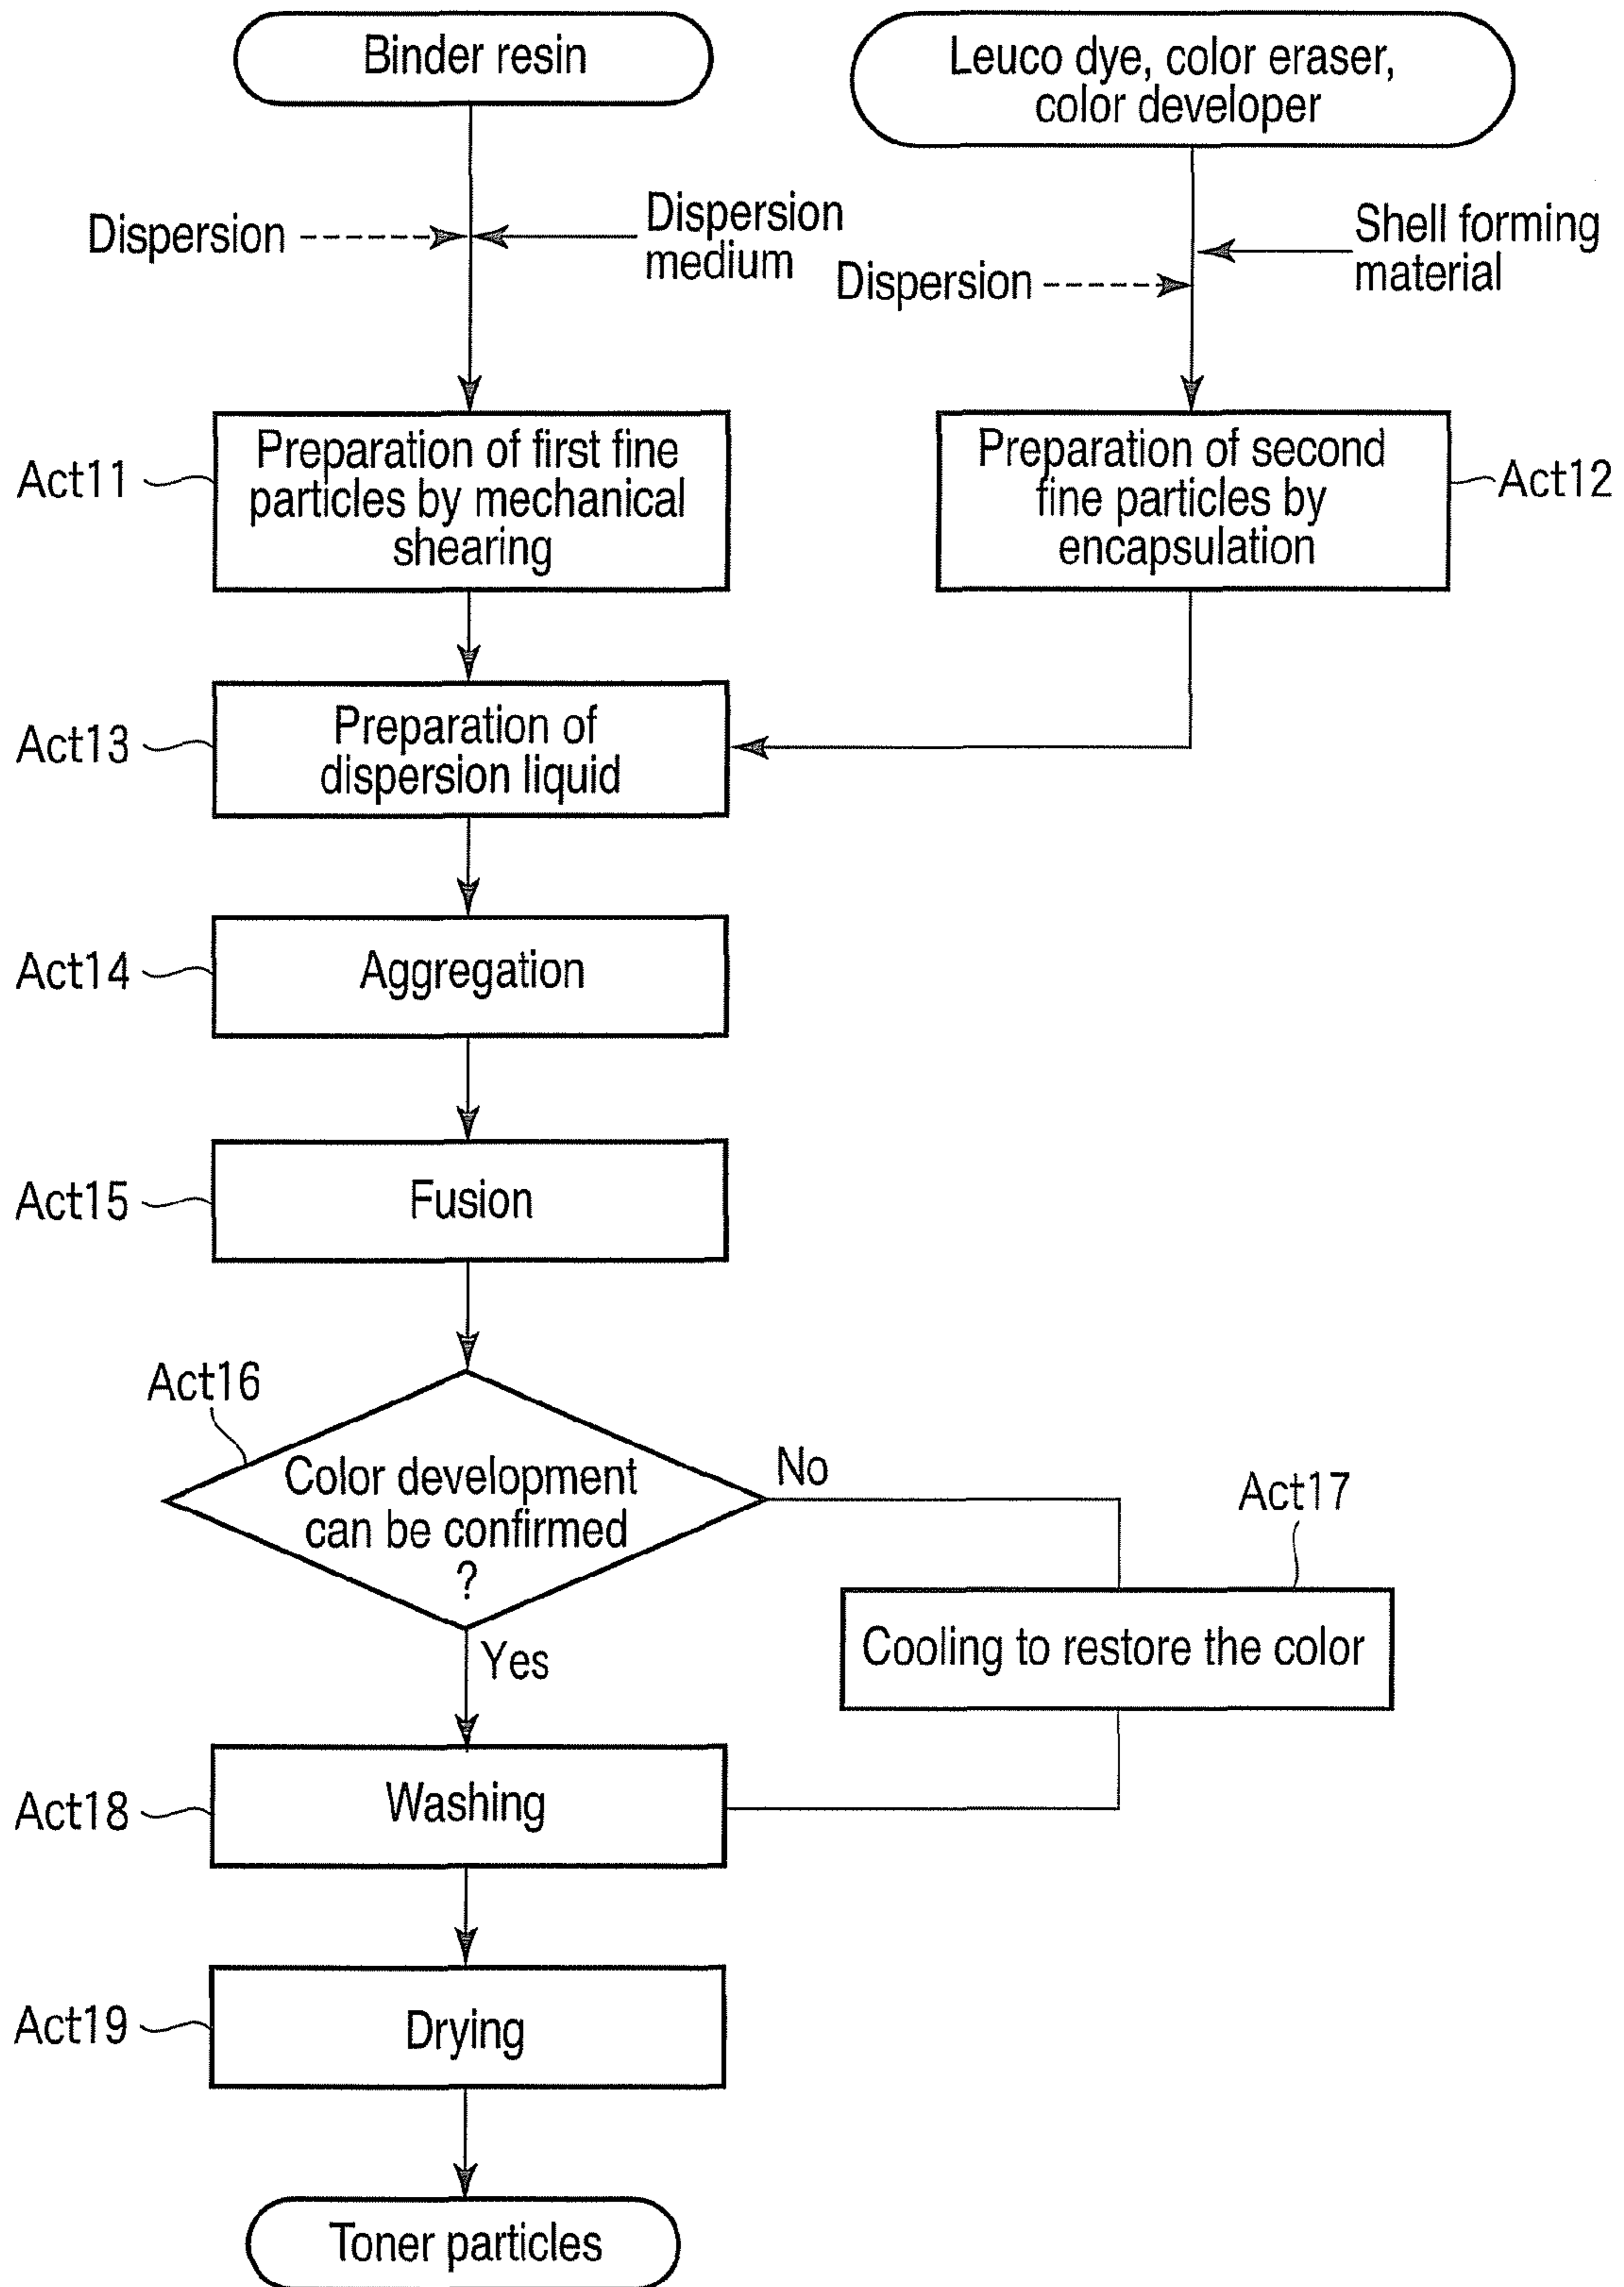 Binder resin
Leuco dye, color eraser,
color developer
Dispersion
Dispersion
medium
Shell forming
material
Dispersion
Act11
Preparation of first fine
particles by mechanical
shearing
Preparation of second
fine particles by
encapsulation
Act12
Act13
Preparation of
dispersion liquid
Act14
Aggregation
Act15
Fusion
Act16
Color development
can be confirmed
?
No
Act17
Cooling to restore the color
Yes
Act18
Washing
Act19
Drying
Toner particles